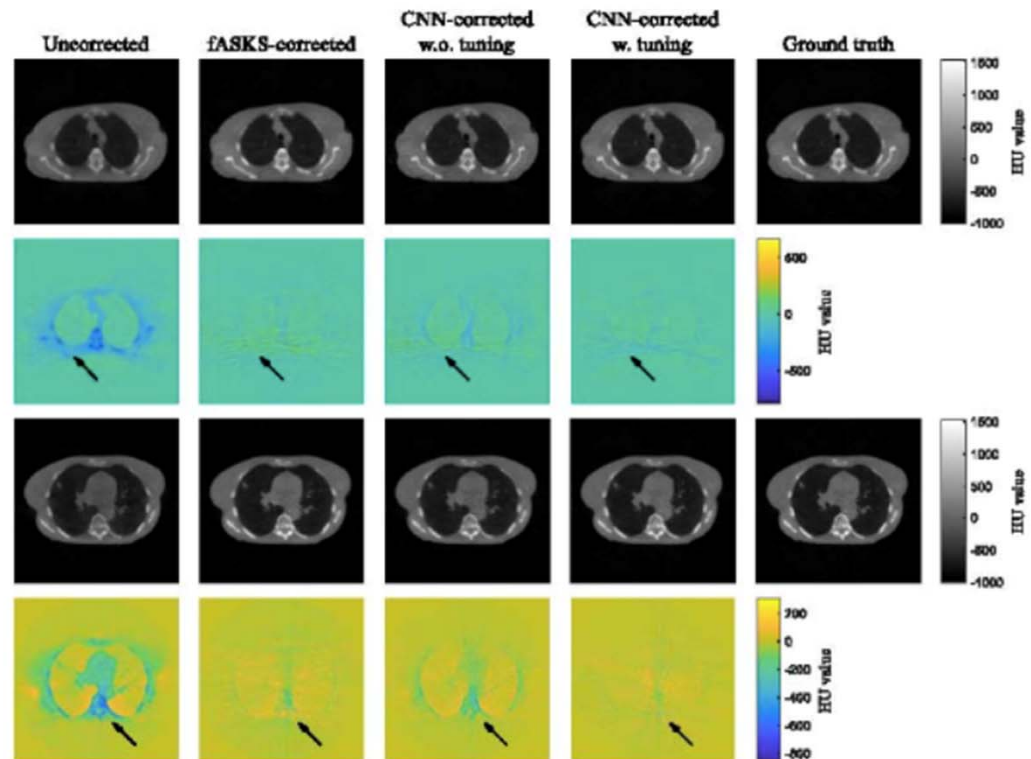 Uncorrected
fASKS-corrected
CNN-corrected
w.o. tuning
CNN-corrected
w. tuning
Ground truth
1500
1000
500
0
-500
-1000
HU value
500
0
-500
HU value
1500
1000
500
0
-500
-1000
HU value
200
0
-200
-400
-600
-800
HU value